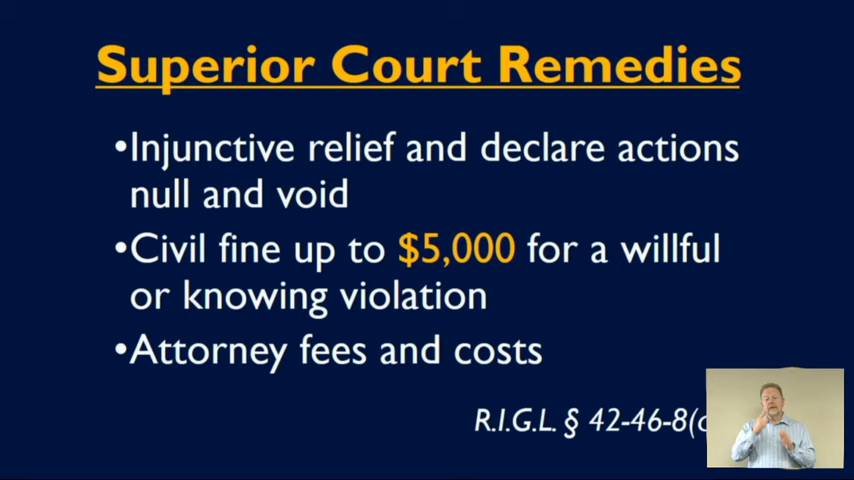 Superior Court Remedies
•Injunctive relief and declare actions
null and void
•Civil fine up to $5,000 for a willful
or knowing violation
•Attorney fees and costs
R.I.G.L. § 42-46-8(